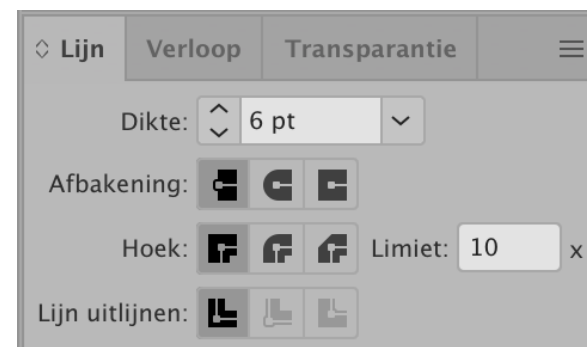 Lijn Verloop Transparantie
Dikte: 6 pt
Afbakening:
Hoek: Limiet: 10 x
Lijn uitlijnen: